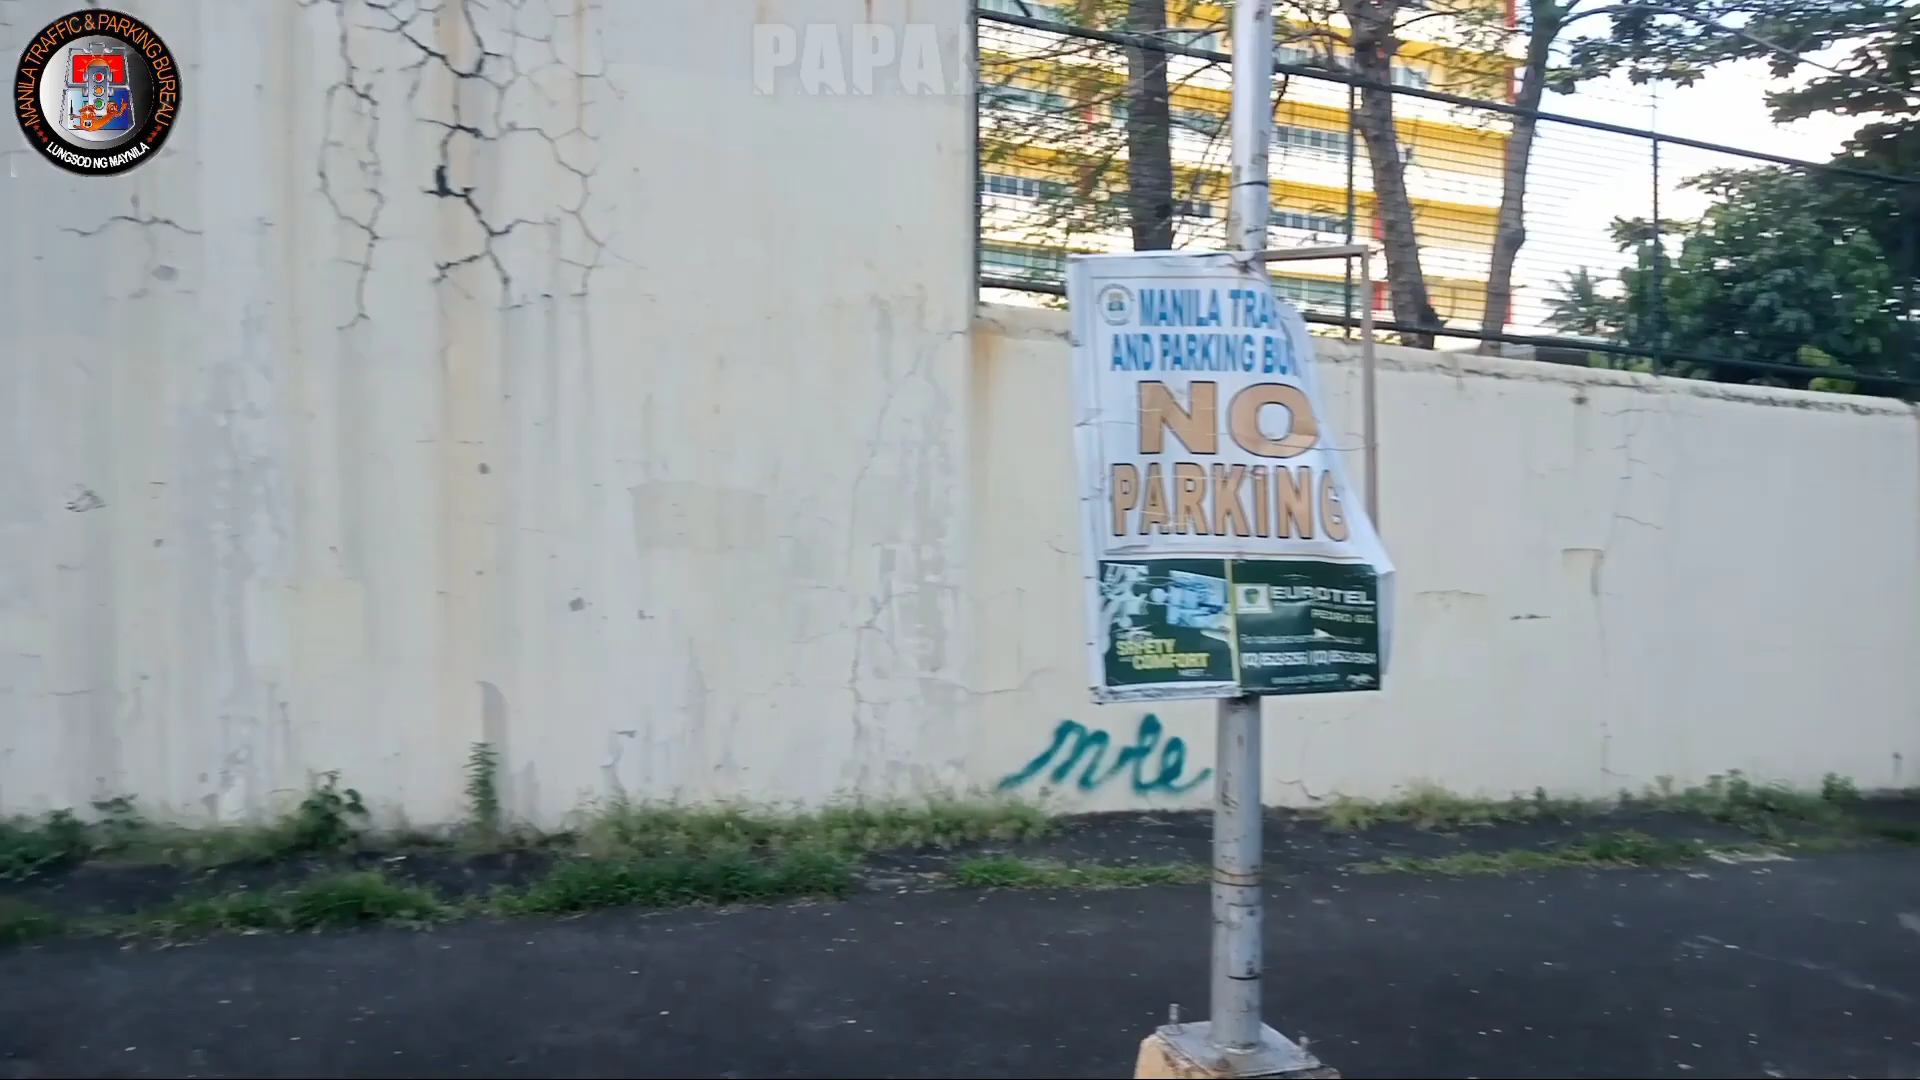 MANILA TRAFFIC & PARKING BUREAU
LUNGSOD NG MAYNILA
PAPA
MANILA TRA
AND PARKING BU
NO
PARKING
SAFETY
COMFORT
MEET
EUROTEL
PEDRO GIL